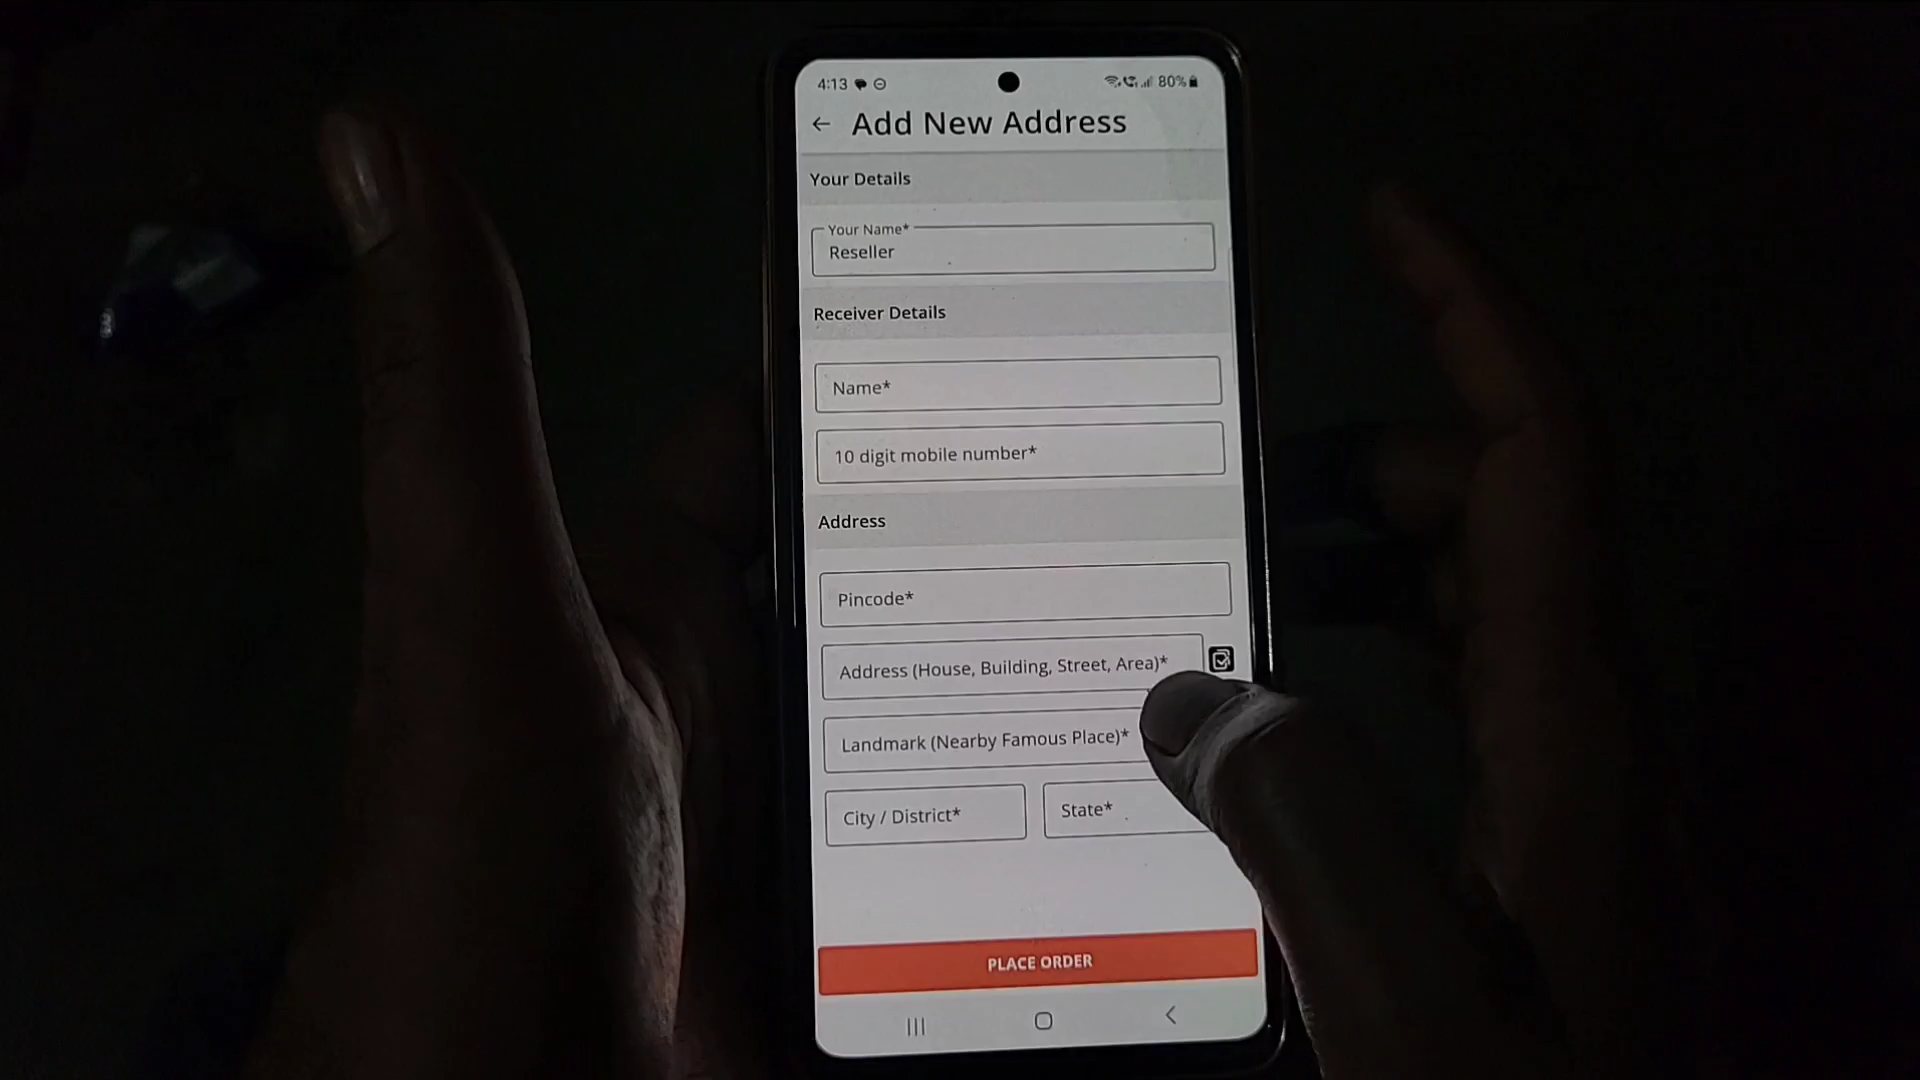 4:13 80%
Add New Address
Your Details
Your Name*
Reseller
Receiver Details
Name*
10 digit mobile number*
Address
Pincode*
Address (House, Building, Street, Area)*
Landmark (Nearby Famous Place)*
City / District* State*
PLACE ORDER